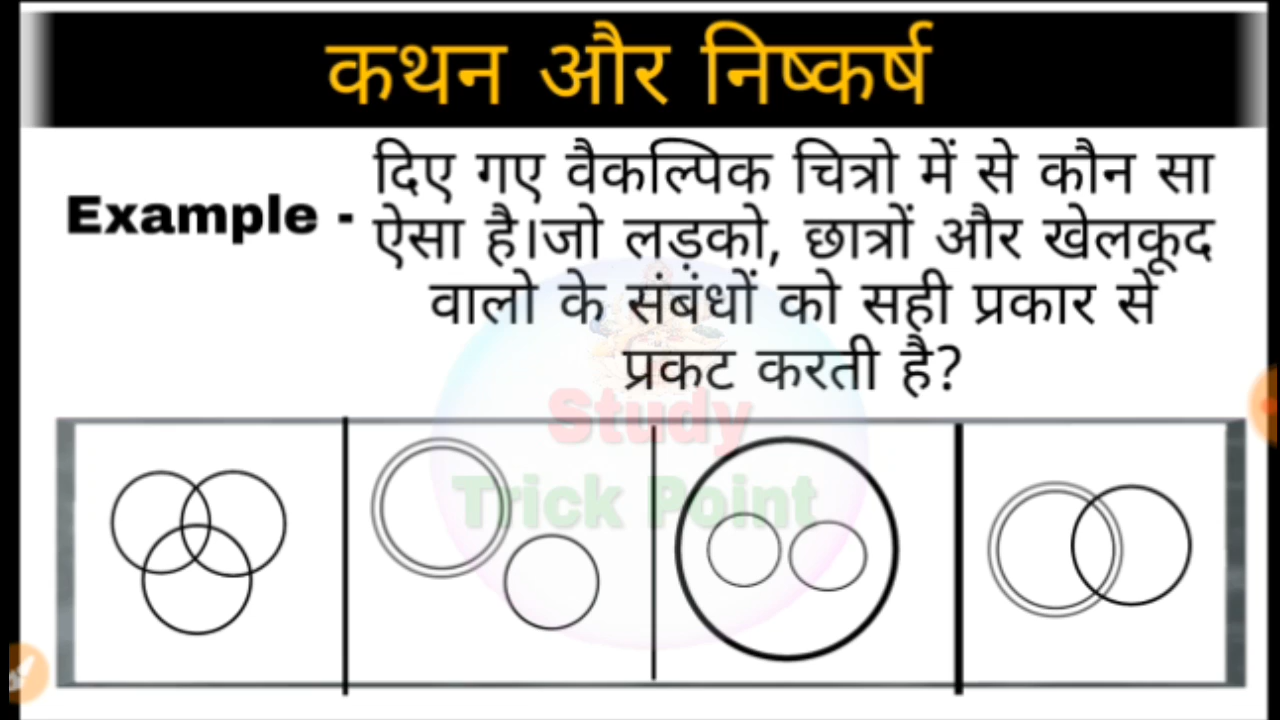 कथन और निष्कर्ष
Example -
दिए गए वैकल्पिक चित्रो में से कौन सा
ऐसा है।जो लड़को, छात्रों और खेलकूद
वालो के संबंधों को सही प्रकार से
प्रकट करती है?
Study
Trick Point